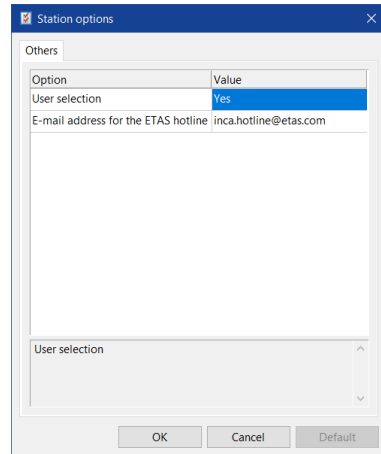 Station options
Others
Option Value
User selection Yes
E-mail address for the ETAS hotline inca.hotline@etas.com
User selection
OK Cancel Default